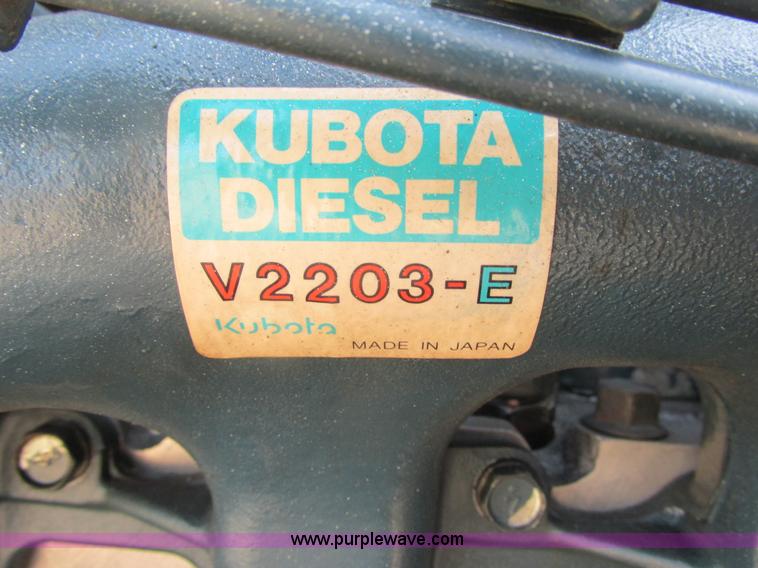 KUBOTA
DIESEL
V2203-E
Kubota
MADE IN JAPAN
www.purplewave.com